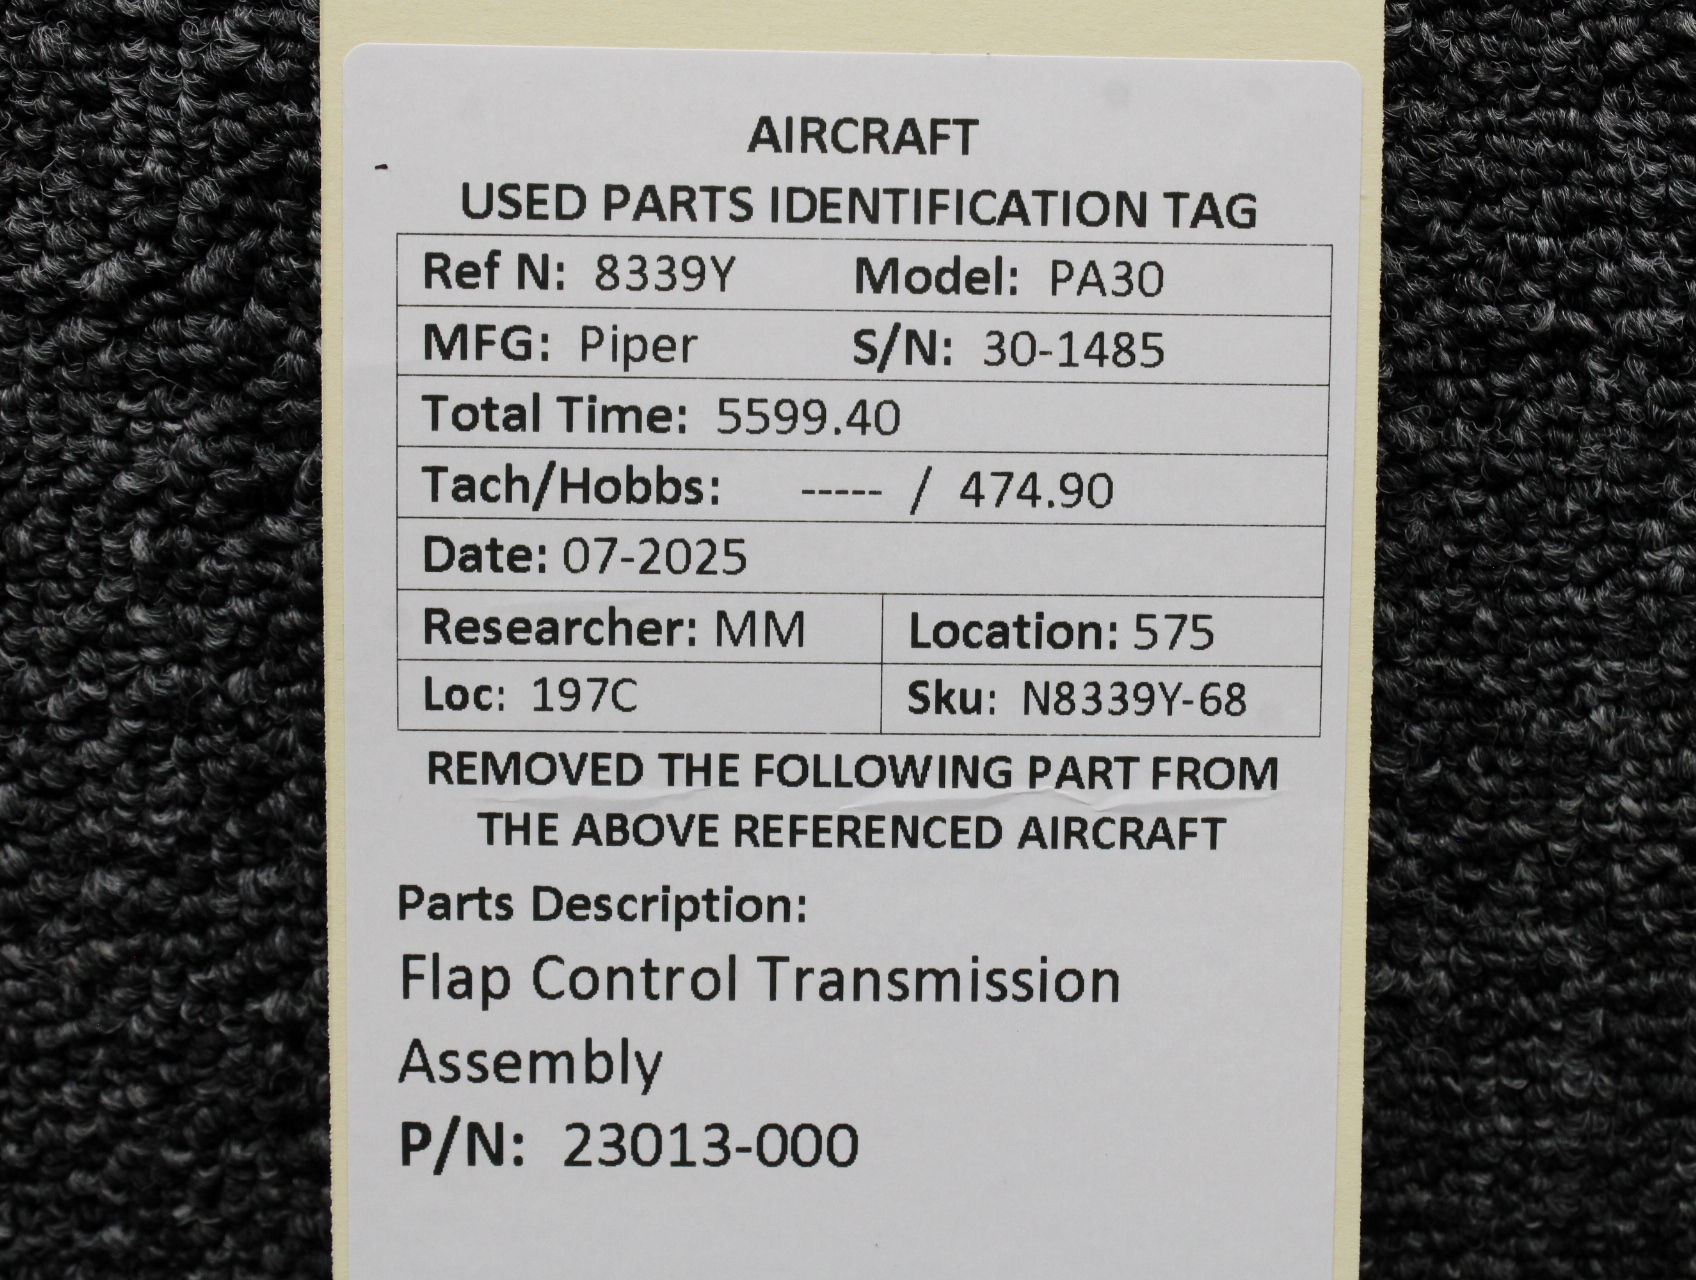 AIRCRAFT
USED PARTS IDENTIFICATION TAG
Ref N: 8339Y Model: PA30
MFG: Piper S/N: 30-1485
Total Time: 5599.40
Tach/Hobbs: ----- / 474.90
Date: 07-2025
Researcher: MM Location: 575
Loc: 197C Sku: N8339Y-68
REMOVED THE FOLLOWING PART FROM
THE ABOVE REFERENCED AIRCRAFT
Parts Description:
Flap Control Transmission
Assembly
P/N: 23013-000